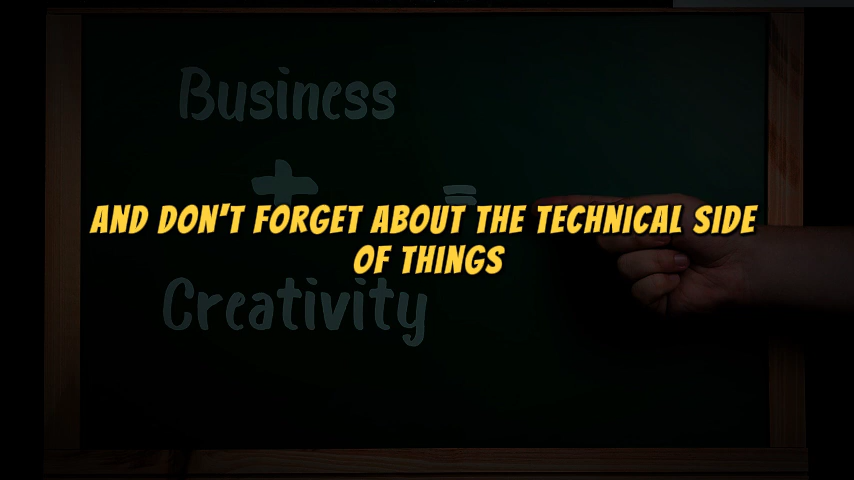 Business
+ =
AND DON'T FORGET ABOUT THE TECHNICAL SIDE
OF THINGS
Creativity